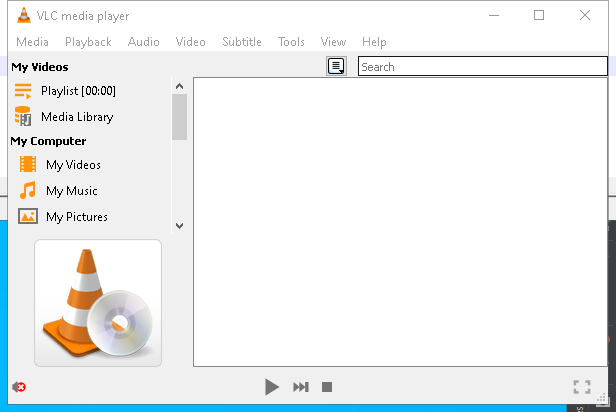 VLC media player
Media Playback Audio Video Subtitle Tools View Help
My Videos
Search
Playlist [00:00]
Media Library
My Computer
My Videos
My Music
My Pictures